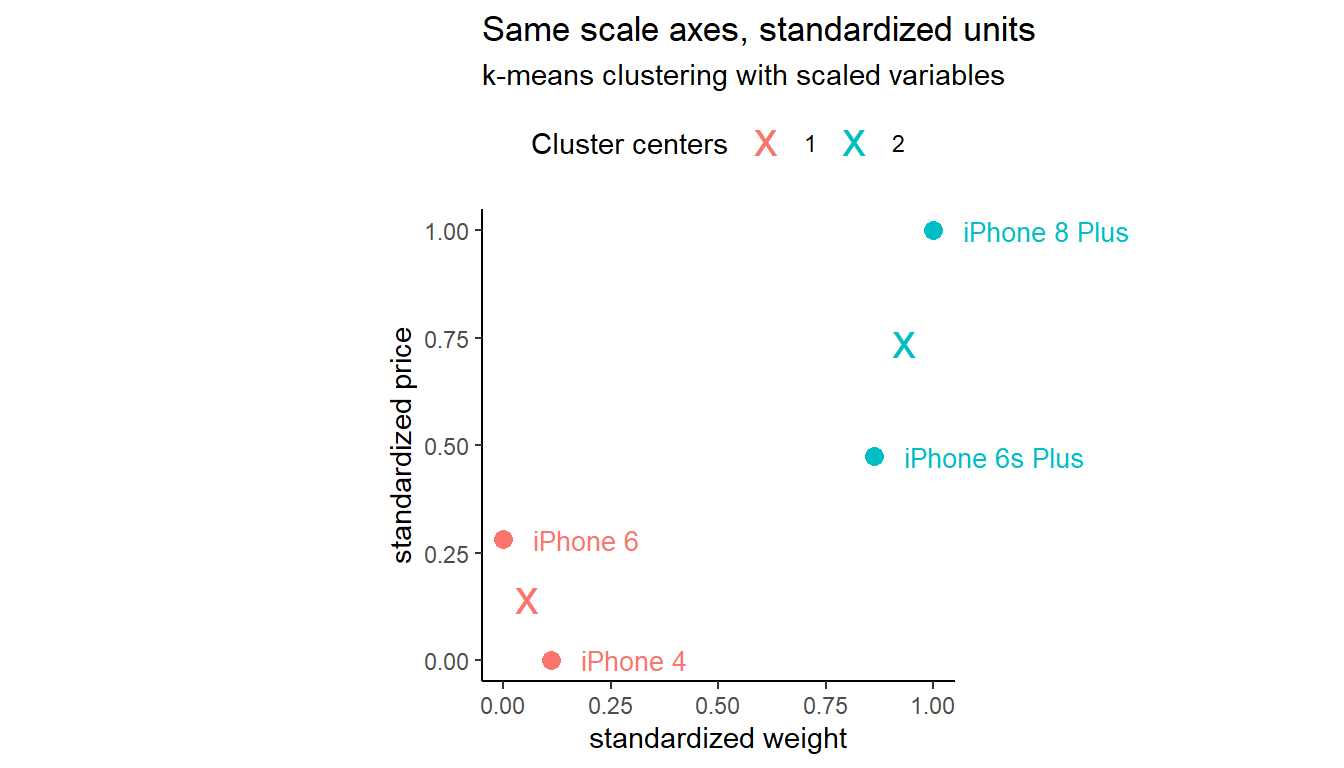 Same scale axes, standardized units
k-means clustering with scaled variables
Cluster centers X 1 X 2
1.00
iPhone 8 Plus
0.75
X
standardized price
0.50
iPhone 6s Plus
iPhone 6
0.25
X
0.00
iPhone 4
0.00 0.25 0.50 0.75 1.00
standardized weight